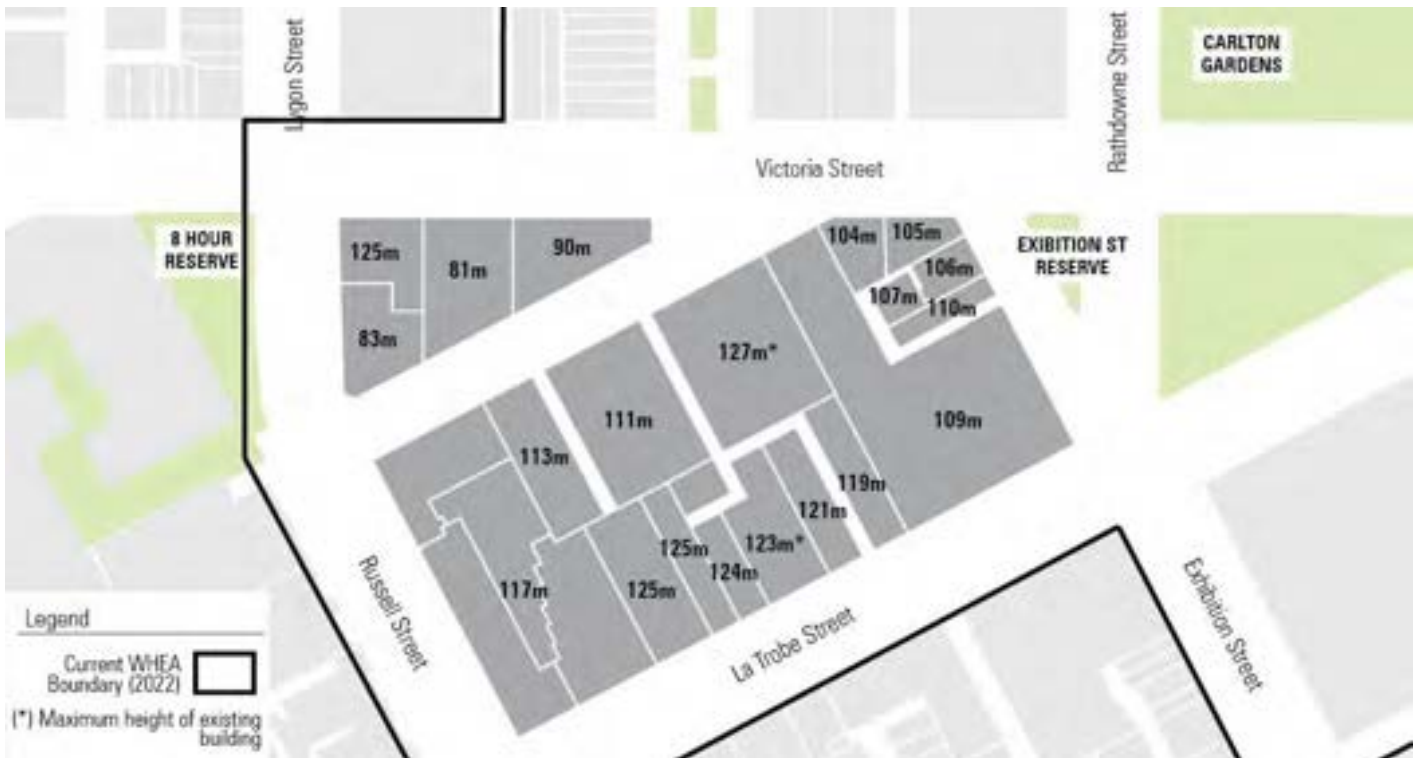 Lygon Street
Rathdowne Street
CARLTON
GARDENS
Victoria Street
8 HOUR
RESERVE
125m
81m
90m
83m
104m
105m
106m
107m
110m
EXIBITION ST
RESERVE
127m*
111m
113m
109m
119m
121m
123m*
125m
124m
125m
117m
Russell Street
La Trobe Street
Exhibition Street
Legend
Current WHEA
Boundary (2022)
(*) Maximum height of existing
building